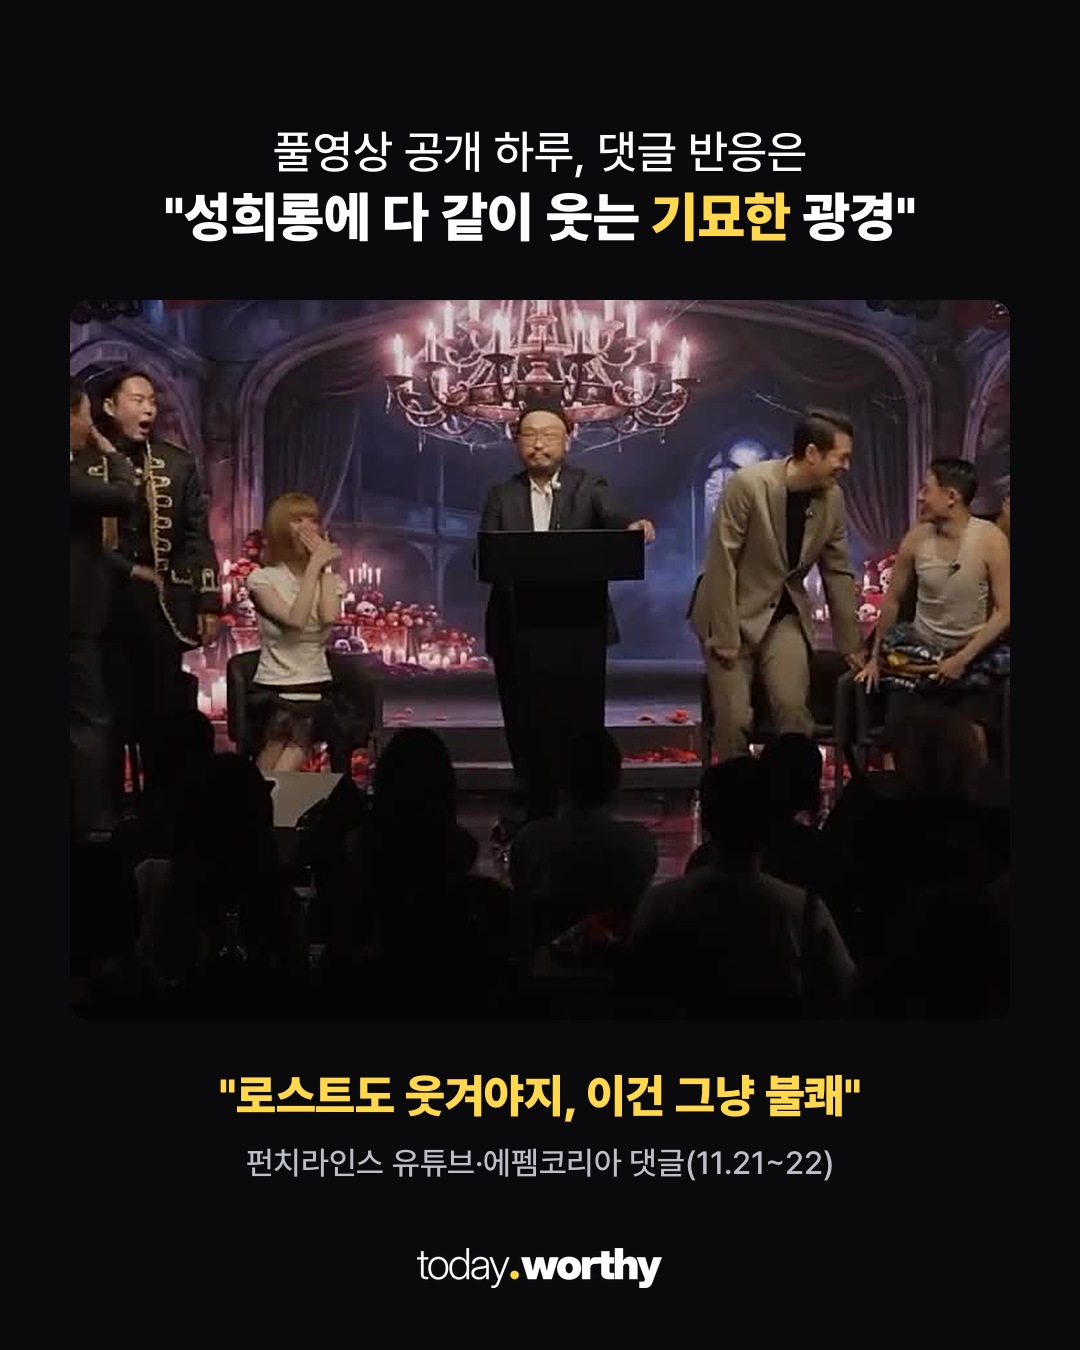 풀영상 공개 하루, 댓글 반응은
"성희롱에 다 같이 웃는 기묘한 광경"
"로스트도 웃겨야지, 이건 그냥 불쾌"
펀치라인스 유튜브·에펨코리아 댓글(11.21~22)
today.worthy